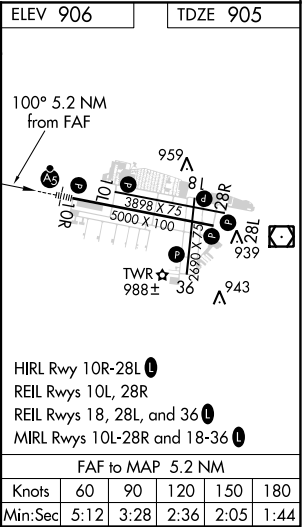 ELEV 906
TDZE 905
100° 5.2 NM
from FAF
959
A5
P
P
10L
18
P
28R
3898 X 75
P
10R
5000 X 100
P
28L
939
2690 X 75
P
TWR
988±
36
943
HIRL Rwy 10R-28L L
REIL Rwys 10L, 28R
REIL Rwys 18, 28L, and 36 L
MIRL Rwys 10L-28R and 18-36 L
FAF to MAP 5.2 NM
Knots 60 90 120 150 180
Min:Sec 5:12 3:28 2:36 2:05 1:44